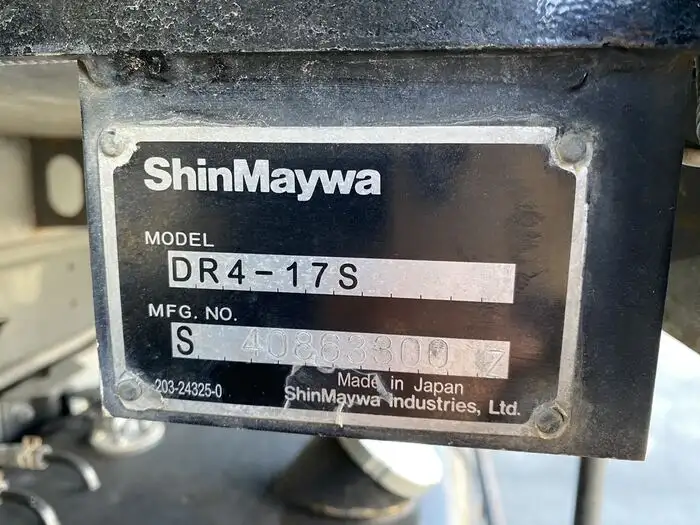 ShinMaywa
MODEL
DR4-17S
MFG. NO.
S 40863300 Z
203-24325-0
Made in Japan
ShinMaywa Industries, Ltd.